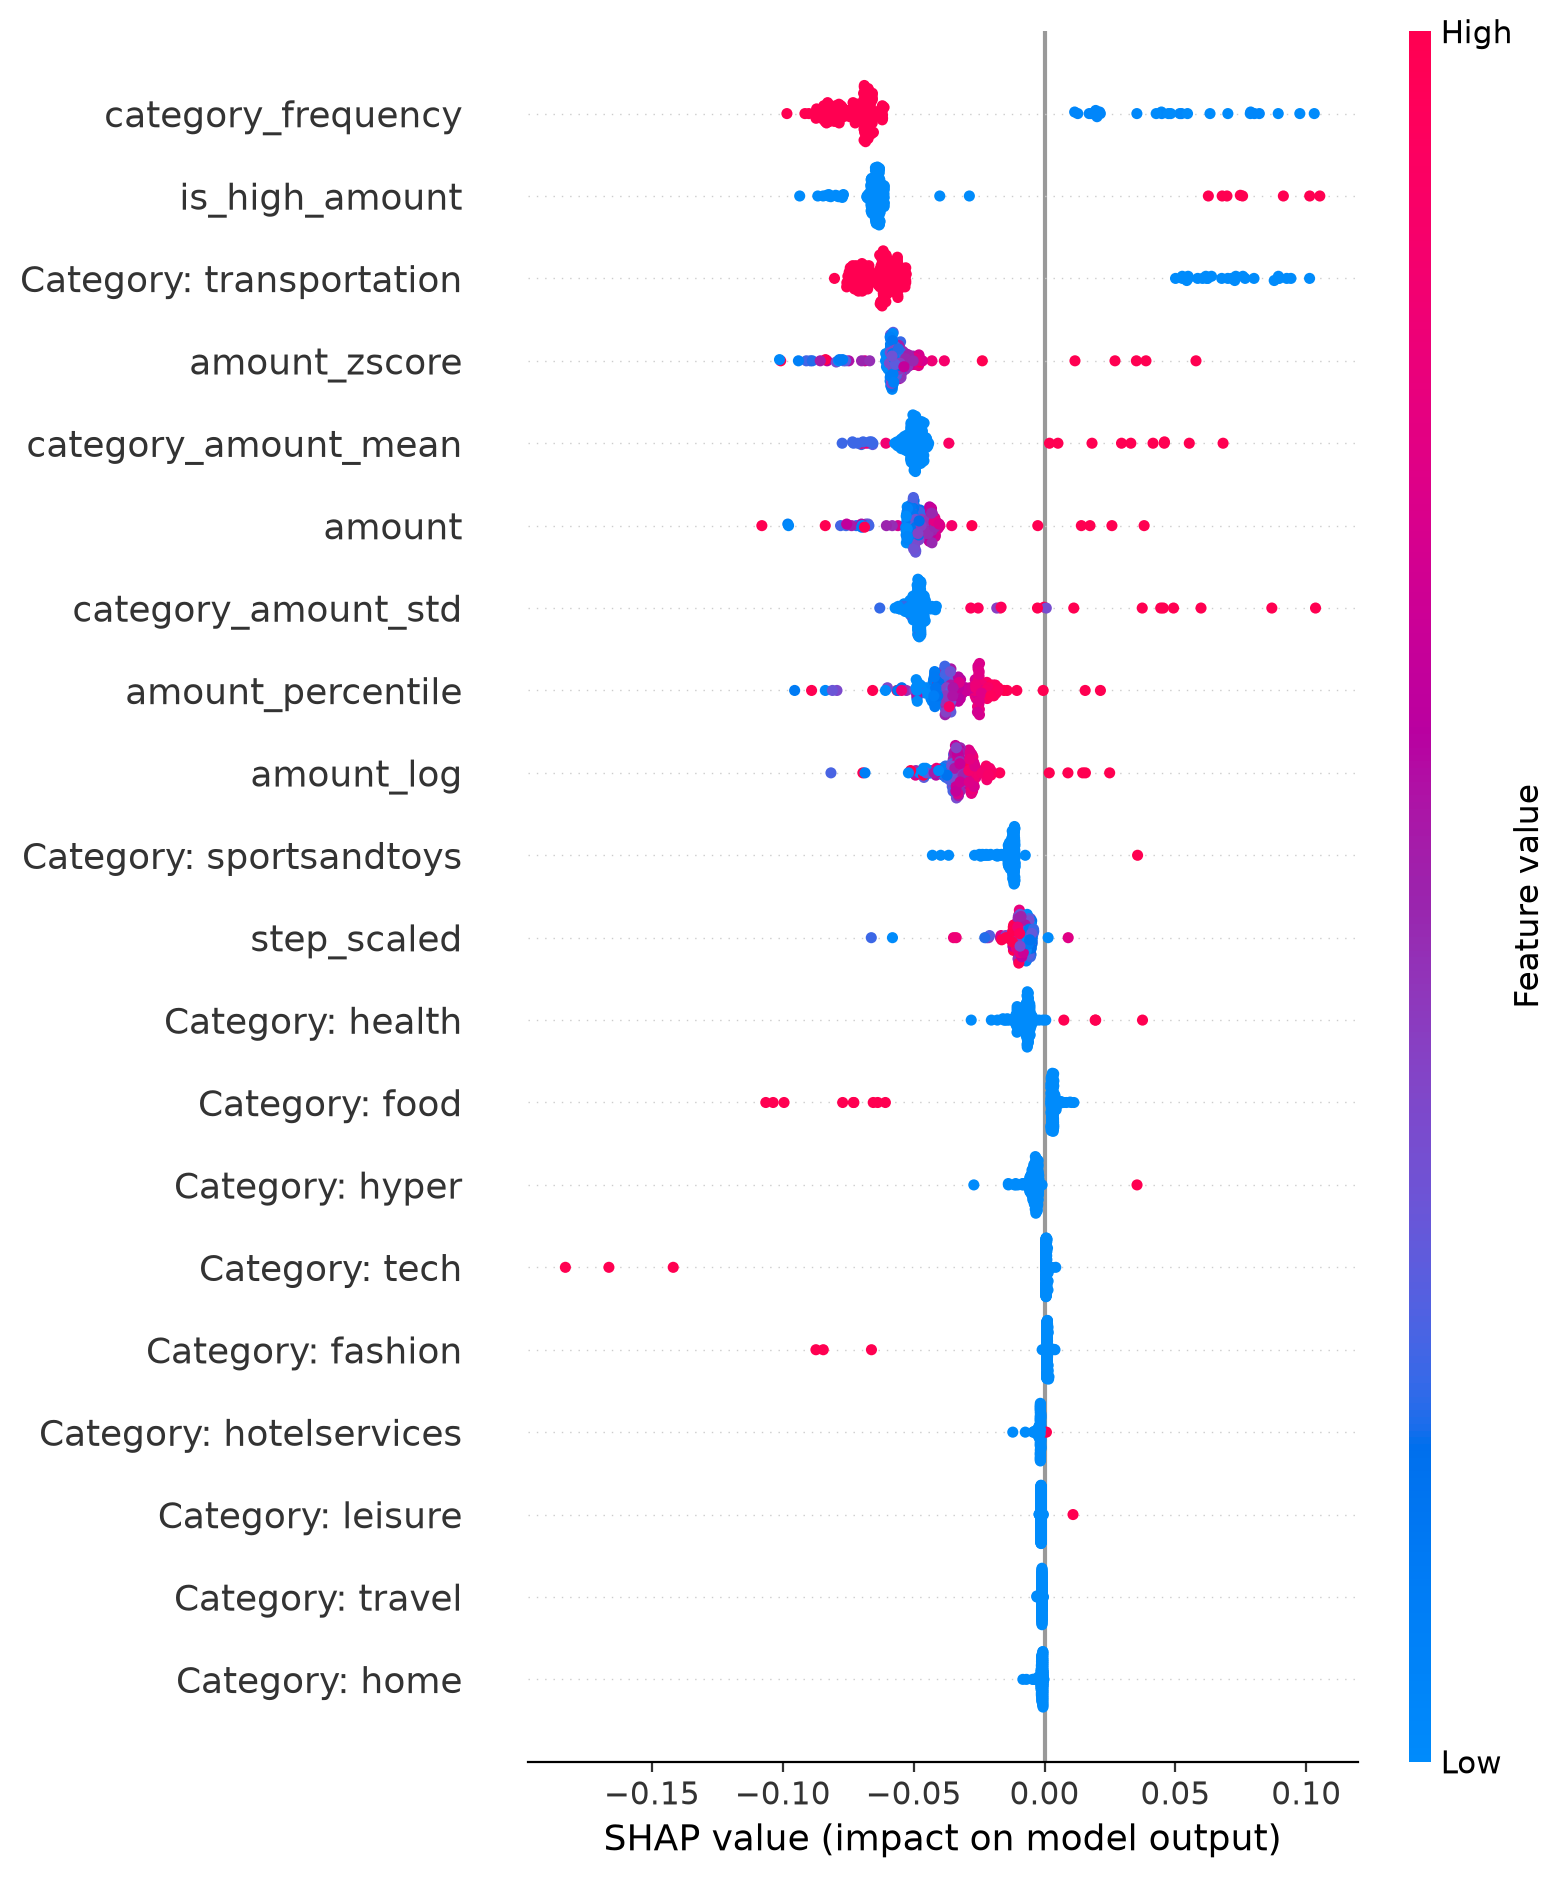 High
category_frequency
is_high_amount
Category: transportation
amount_zscore
category_amount_mean
amount
category_amount_std
amount_percentile
amount_log
Category: sportsandtoys
step_scaled
Category: health
Category: food
Category: hyper
Category: tech
Category: fashion
Category: hotelservices
Category: leisure
Category: travel
Category: home
Feature value
Low
−0.15 −0.10 −0.05 0.00 0.05 0.10
SHAP value (impact on model output)